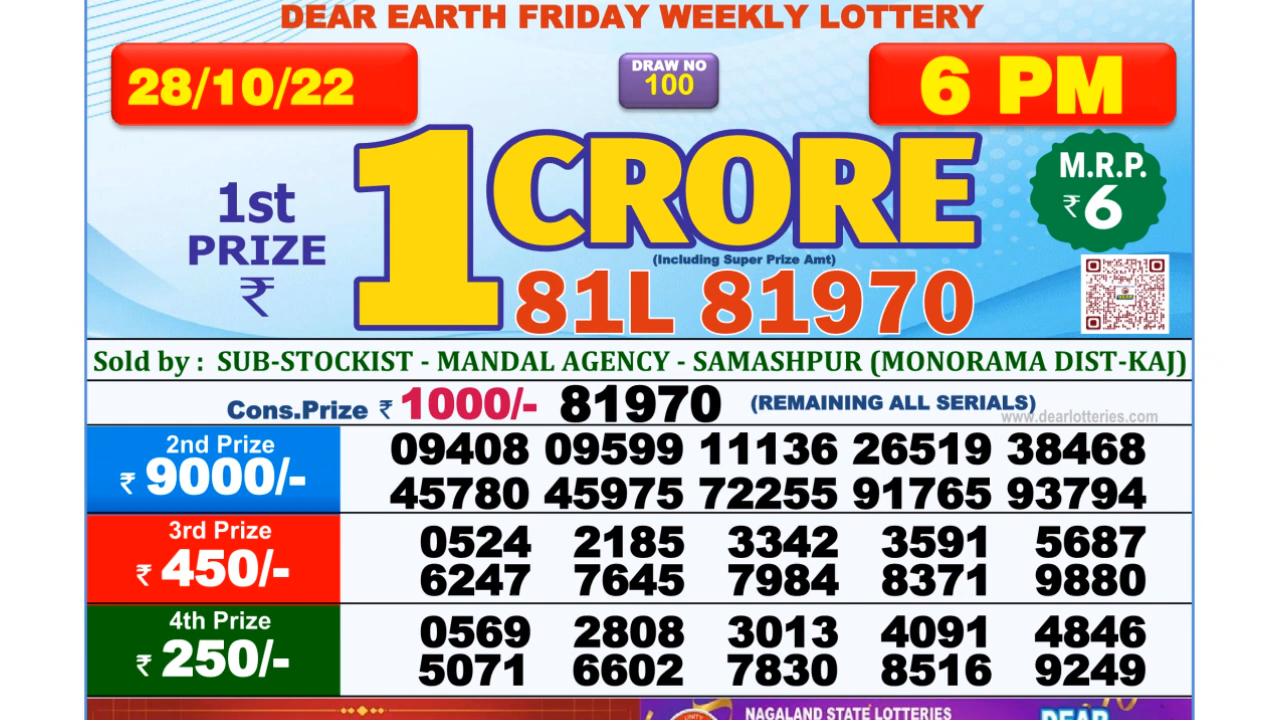 DEAR EARTH FRIDAY WEEKLY LOTTERY
28/10/22
DRAW NO
100
6 PM
1st
PRIZE
₹
1 CRORE
(Including Super Prize Amt)
81L 81970
M.R.P.
₹6
Sold by : SUB-STOCKIST - MANDAL AGENCY - SAMASHPUR (MONORAMA DIST-KAJ)
Cons.Prize ₹ 1000/- 81970 (REMAINING ALL SERIALS)
www.dearlotteries.com
2nd Prize
₹ 9000/-
09408 09599 11136 26519 38468
45780 45975 72255 91765 93794
3rd Prize
₹ 450/-
0524 2185 3342 3591 5687
6247 7645 7984 8371 9880
4th Prize
₹ 250/-
0569 2808 3013 4091 4846
5071 6602 7830 8516 9249
NAGALAND STATE LOTTERIES
DEAR